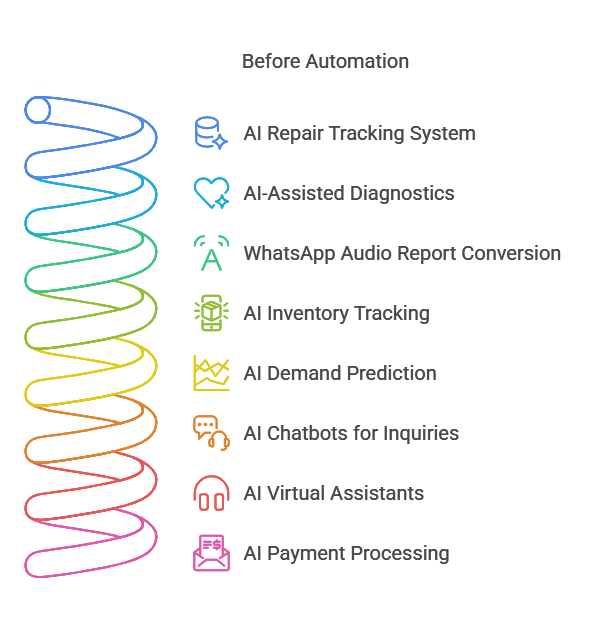 Before Automation
AI Repair Tracking System
AI-Assisted Diagnostics
WhatsApp Audio Report Conversion
AI Inventory Tracking
AI Demand Prediction
AI Chatbots for Inquiries
AI Virtual Assistants
AI Payment Processing